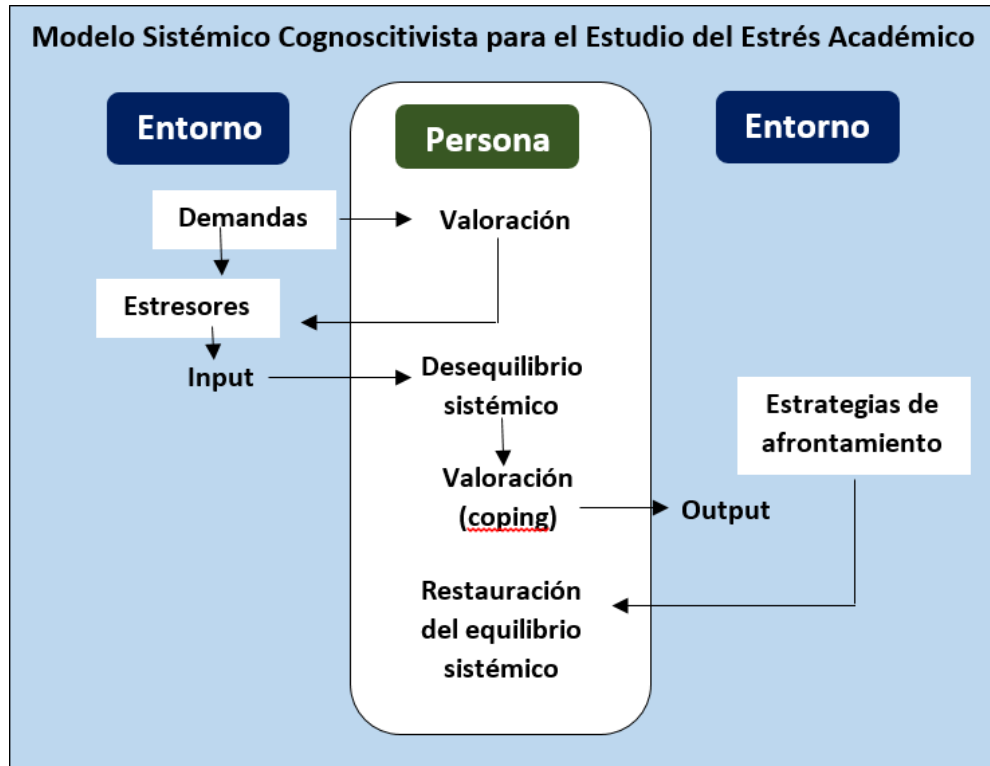 Modelo Sistémico Cognoscitivista para el Estudio del Estrés Académico
Entorno
Persona
Entorno
Demandas
Valoración
Estresores
Input
Desequilibrio
sistémico
Estrategias de
afrontamiento
Valoración
(coping)
Output
Restauración
del equilibrio
sistémico